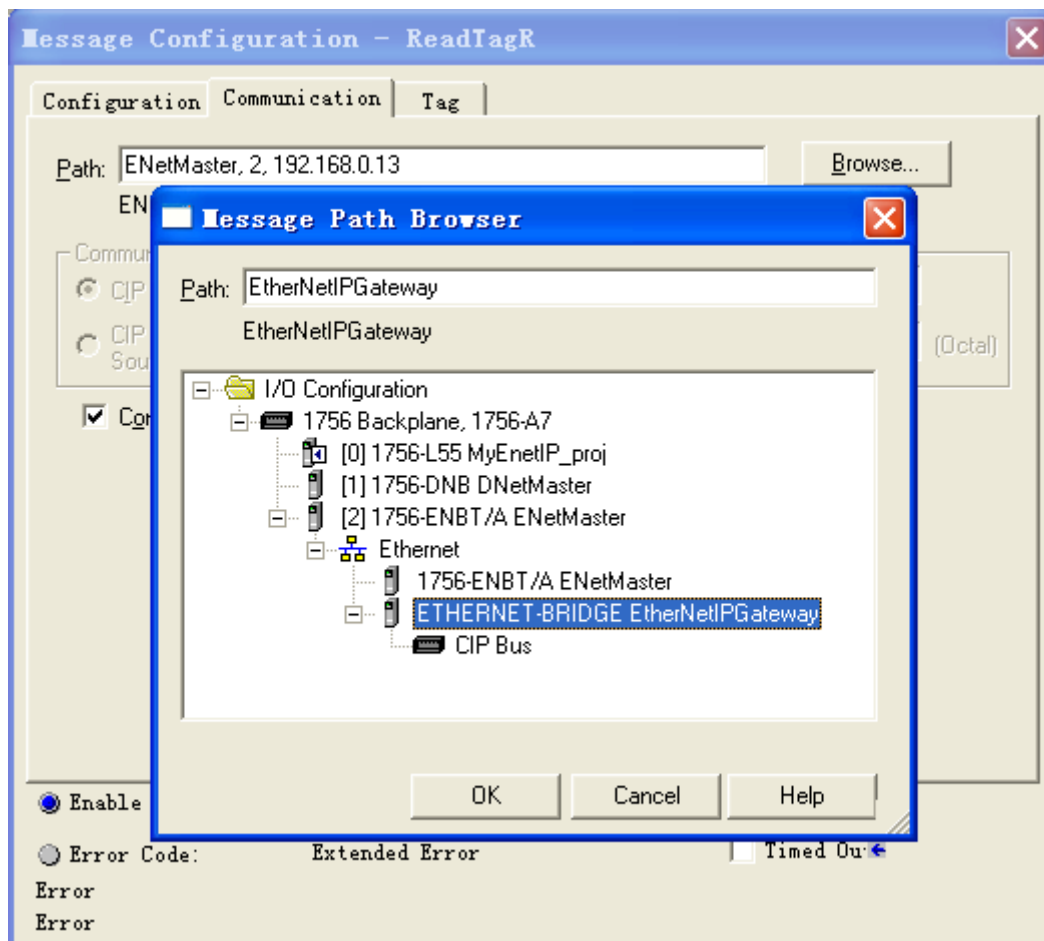 Message Configuration - ReadTagR
Configuration Communication Tag
Path: ENetMaster, 2, 192.168.0.13 Browse...
EN
Message Path Browser
Commun
Path: EtherNetIPGateway
CIP
EtherNetIPGateway
CIP
Sou
(Octal)
I/O Configuration
1756 Backplane, 1756-A7
Con
[0] 1756-L55 MyEnetIP_proj
[1] 1756-DNB DNetMaster
[2] 1756-ENBT/A ENetMaster
Ethernet
1756-ENBT/A ENetMaster
ETHERNET-BRIDGE EtherNetIPGateway
CIP Bus
OK Cancel Help
Enable
Error Code: Extended Error Timed Ou
Error
Error